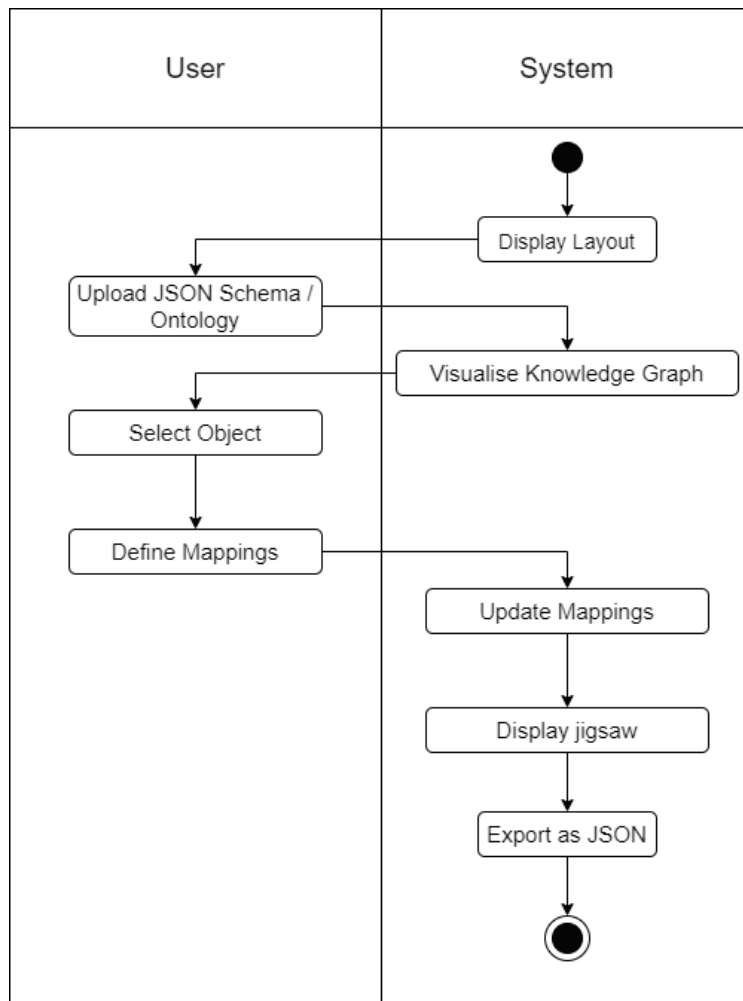 User
System
Display Layout
Upload JSON Schema /
Ontology
Visualise Knowledge Graph
Select Object
Define Mappings
Update Mappings
Display jigsaw
Export as JSON